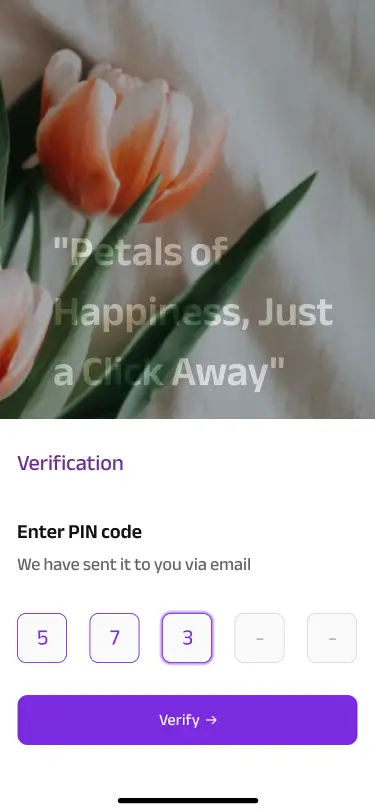 "Petals of
Happiness, Just
a Click Away"
Verification
Enter PIN code
We have sent it to you via email
5 7 3 - -
Verify →